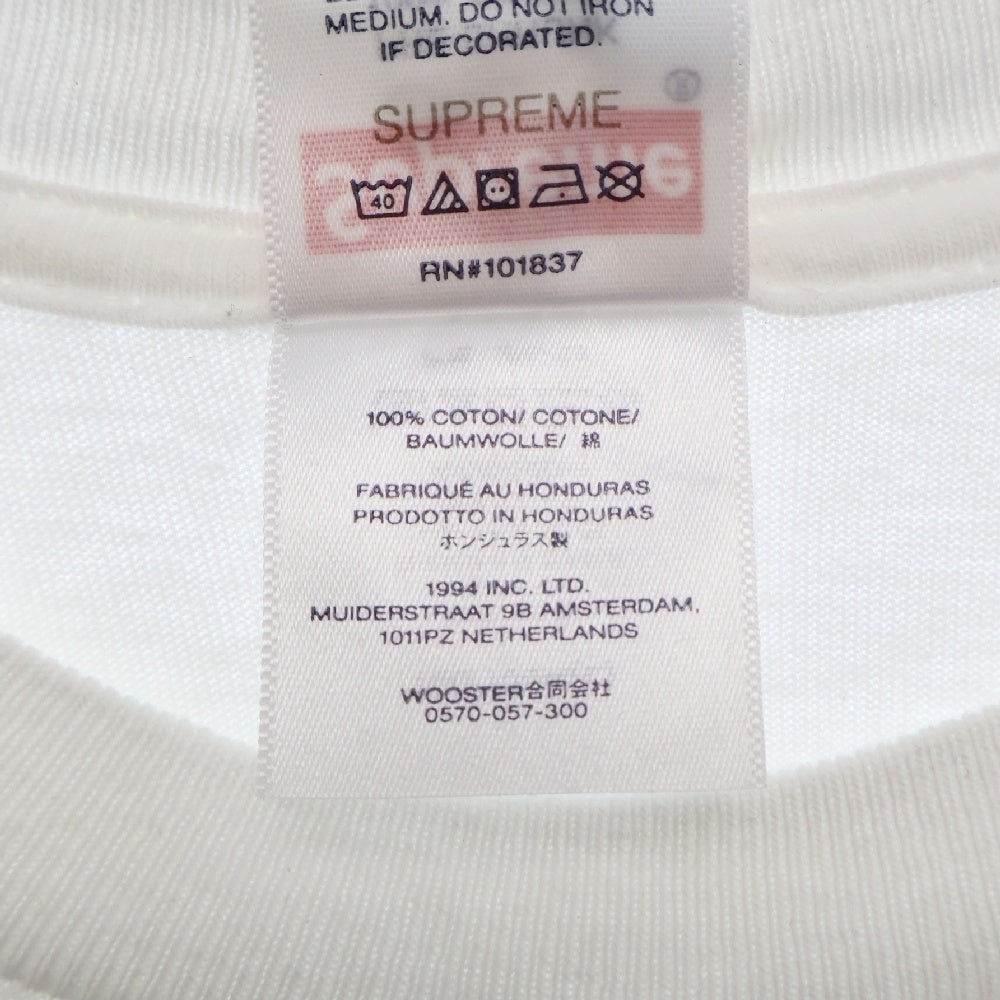 MEDIUM. DO NOT IRON
IF DECORATED.
SUPREME
40
RN#101837
100% COTON/ COTONE/
BAUMWOLLE/ 綿
FABRIQUÉ AU HONDURAS
PRODOTTO IN HONDURAS
ホンジュラス製
1994 INC. LTD.
MUIDERSTRAAT 9B AMSTERDAM,
1011PZ NETHERLANDS
WOOSTER合同会社
0570-057-300